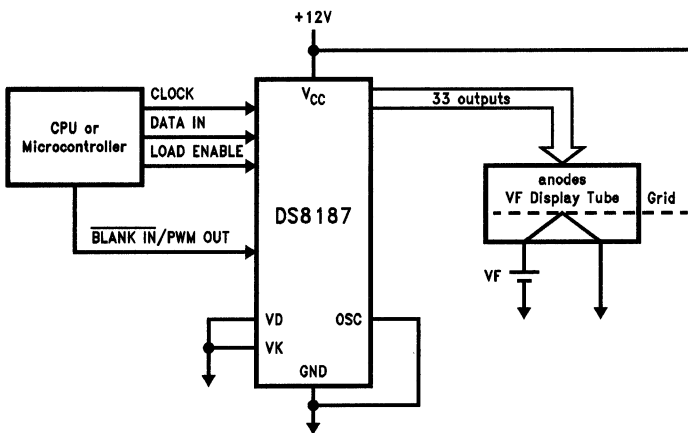 +12V
CLOCK
VCC
33 outputs
CPU or
Microcontroller
DATA IN
LOAD ENABLE
anodes
VF Display Tube
Grid
DS8187
BLANK IN/PWM OUT
VF
VD
OSC
VK
GND